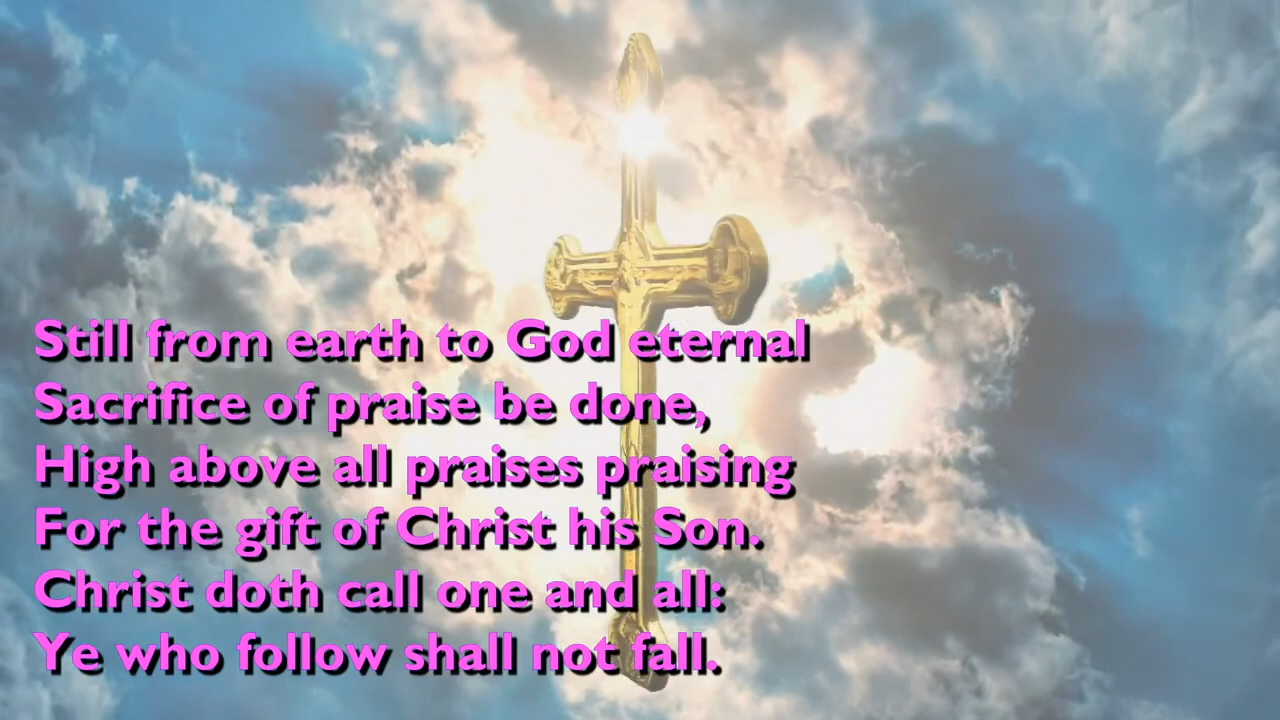 Still from earth to God eternal
Sacrifice of praise be done,
High above all praises praising
For the gift of Christ his Son.
Christ doth call one and all:
Ye who follow shall not fall.